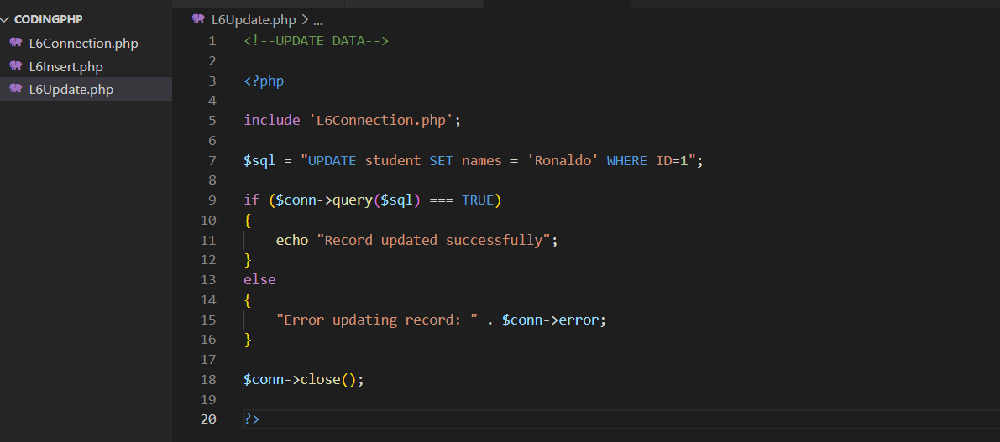 CODINGPHP
L6Connection.php
L6Insert.php
L6Update.php
L6Update.php > ...
1 <!--UPDATE DATA-->
2
3 <?php
4
5 include 'L6Connection.php';
6
7 $sql = "UPDATE student SET names = 'Ronaldo' WHERE ID=1";
8
9 if ($conn->query($sql) === TRUE)
10 {
11     echo "Record updated successfully";
12 }
13 else
14 {
15     "Error updating record: " . $conn->error;
16 }
17
18 $conn->close();
19
20 ?>